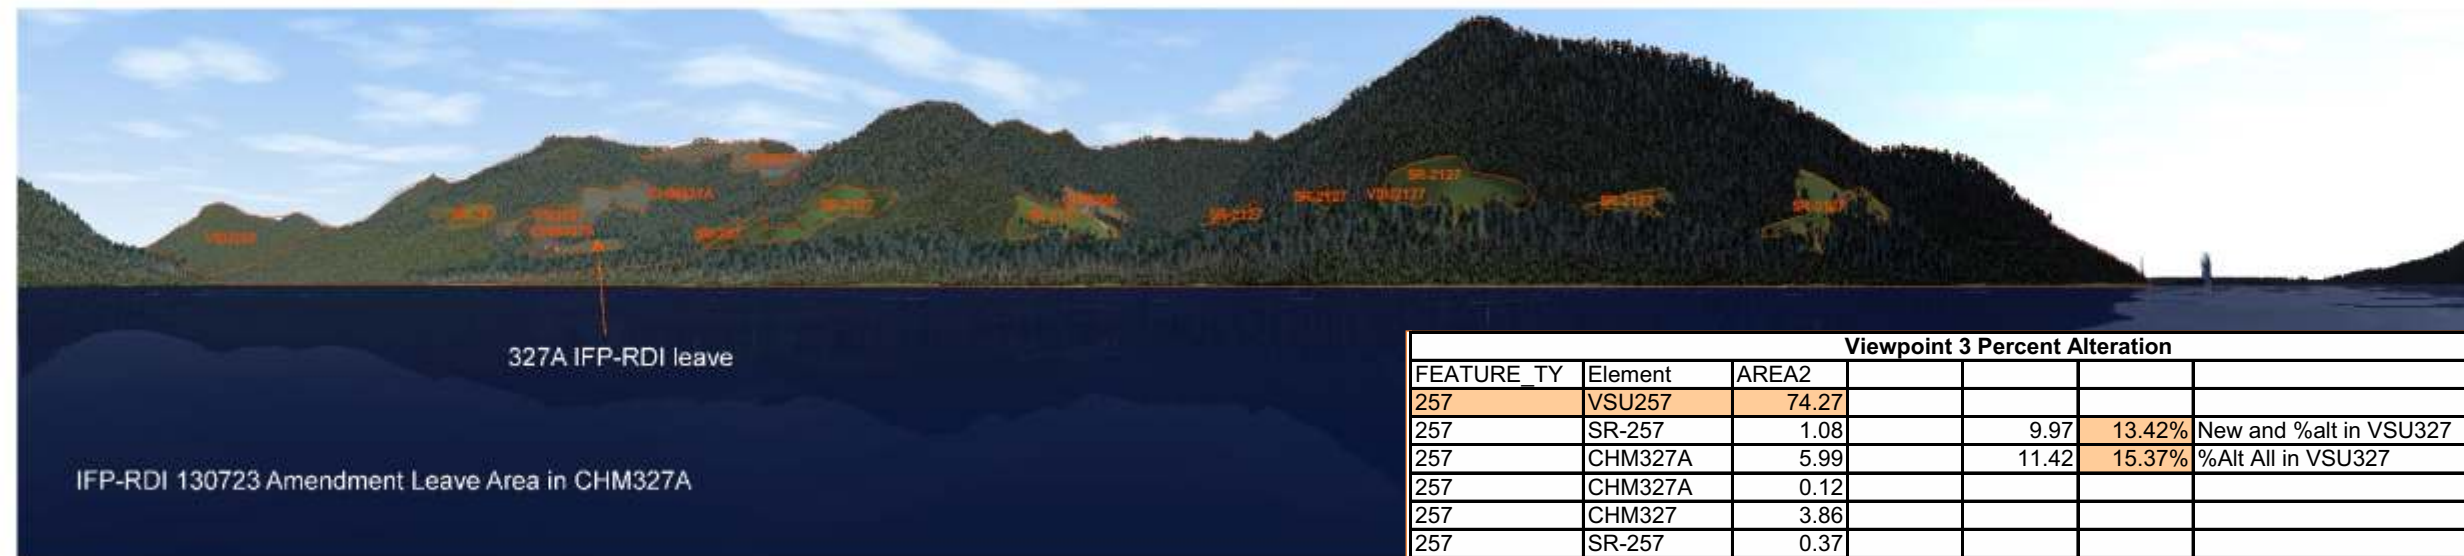 CHM327A
SR-2127
SR-2127
VSU2127
SR-2127
SR-2127
327A IFP-RDI leave
IFP-RDI 130723 Amendment Leave Area in CHM327A
Viewpoint 3 Percent Alteration
FEATURE_TY Element AREA2
257 VSU257 74.27
257 SR-257 1.08 9.97 13.42% New and %alt in VSU327
257 CHM327A 5.99 11.42 15.37% %Alt All in VSU327
257 CHM327A 0.12
257 CHM327 3.86
257 SR-257 0.37